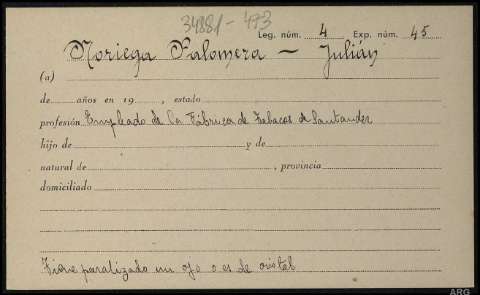 34881-493
Leg. núm. 4 Exp. núm. 45
Noriega Palomera - Julián
(a)
de años en 19 , estado
profesión Empleado de la Fábrica de Tabacos de Santander
hijo de y de
natural de , provincia
domiciliado
Tiene paralizado un ojo o es de cristal
ARG